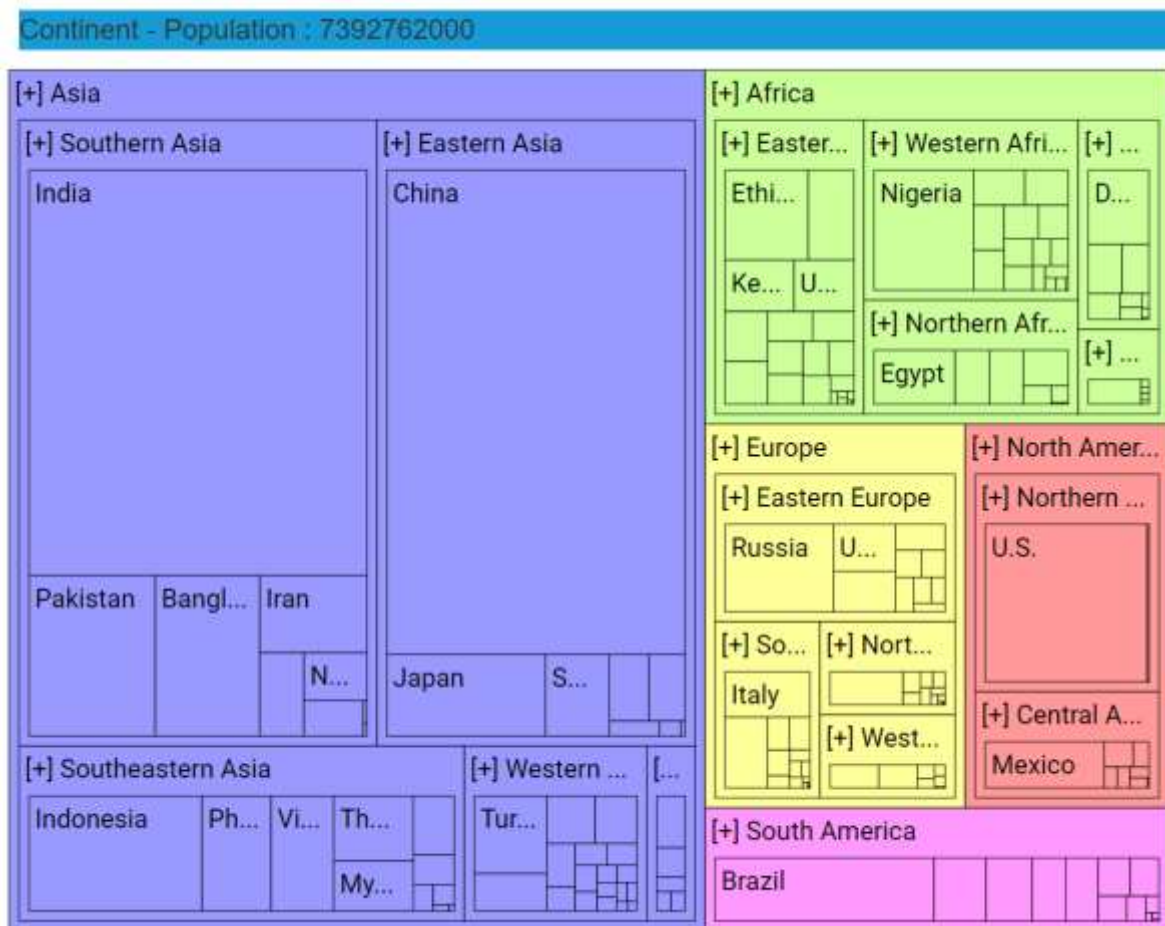 Continent - Population : 7392762000
[+] Asia
[+] Southern Asia
India
Pakistan
Bangl...
Iran
N...
[+] Eastern Asia
China
Japan
S...
[+] Southeastern Asia
Indonesia
Ph...
Vi...
Th...
My...
[+] Western ...
Tur...
[...
[+] Africa
[+] Easter...
Ethi...
Ke...
U...
[+] Western Afri...
Nigeria
[+] Northern Afr...
Egypt
[+] ...
D...
[+] ...
[+] Europe
[+] Eastern Europe
Russia
U...
[+] So...
Italy
[+] Nort...
[+] West...
[+] North Amer...
[+] Northern ...
U.S.
[+] Central A...
Mexico
[+] South America
Brazil